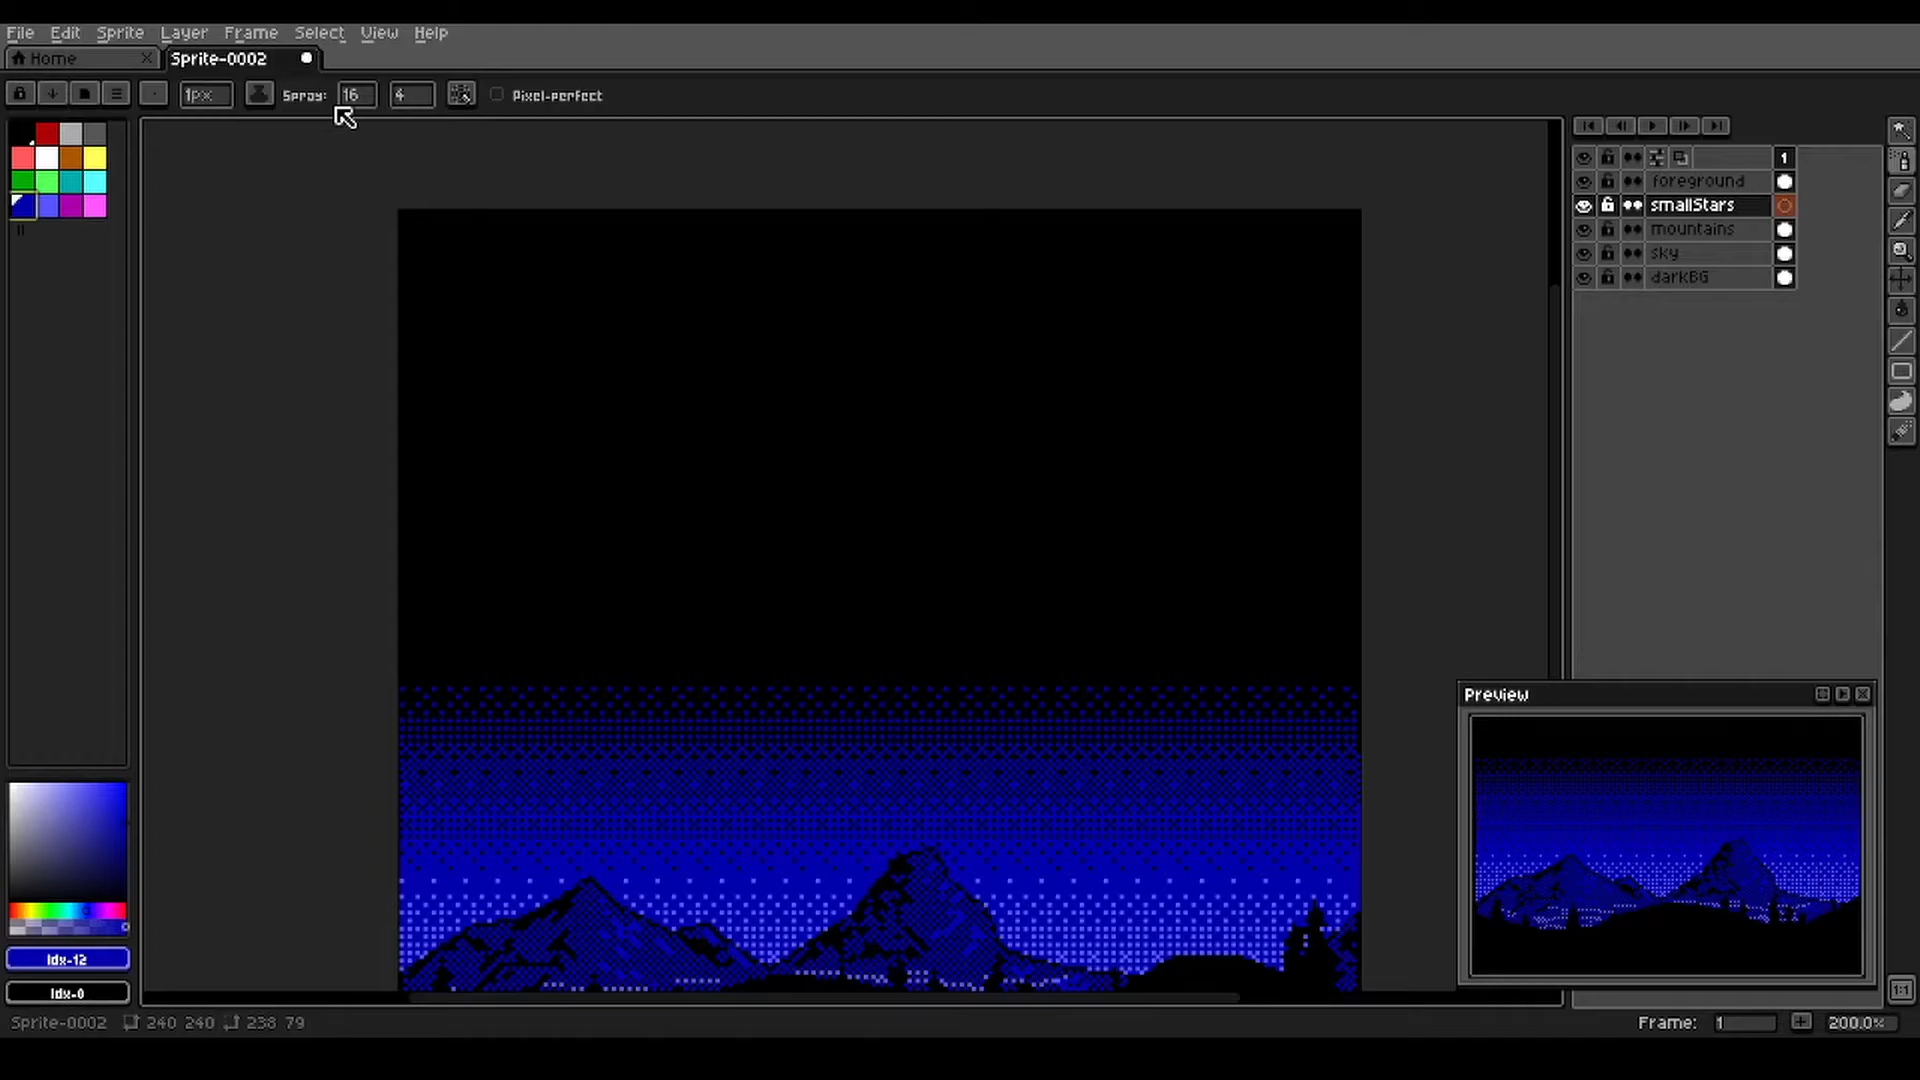 File Edit Sprite Layer Frame Select View Help
Home Sprite-0002
1px Spray: 16 4 Pixel-perfect
1
foreground
smallStars
mountains
sky
darkBG
Preview
Idx-12
Idx-0
1:1
Sprite-0002 240 240 238 79 Frame: 1 200.0%